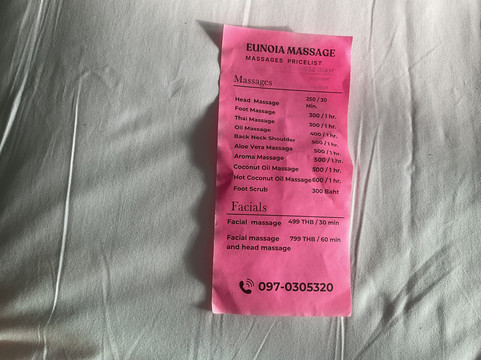 EUNOIA MASSAGE
MASSAGES PRICELIST
Massages
Head Massage 250 / 30 Min.
Foot Massage 300 / 1 hr.
Thai Massage 300 / 1 hr.
Oil Massage 400 / 1 hr.
Back Neck Shoulder 500 / 1 hr.
Aloe Vera Massage 500 / 1 hr.
Aroma Massage 500 / 1 hr.
Coconut Oil Massage 500 / 1 hr.
Hot Coconut Oil Massage 600 / 1 hr.
Foot Scrub 300 Baht
Facials
Facial massage 499 THB / 30 min
Facial massage 799 THB / 60 min
and head massage
097-0305320